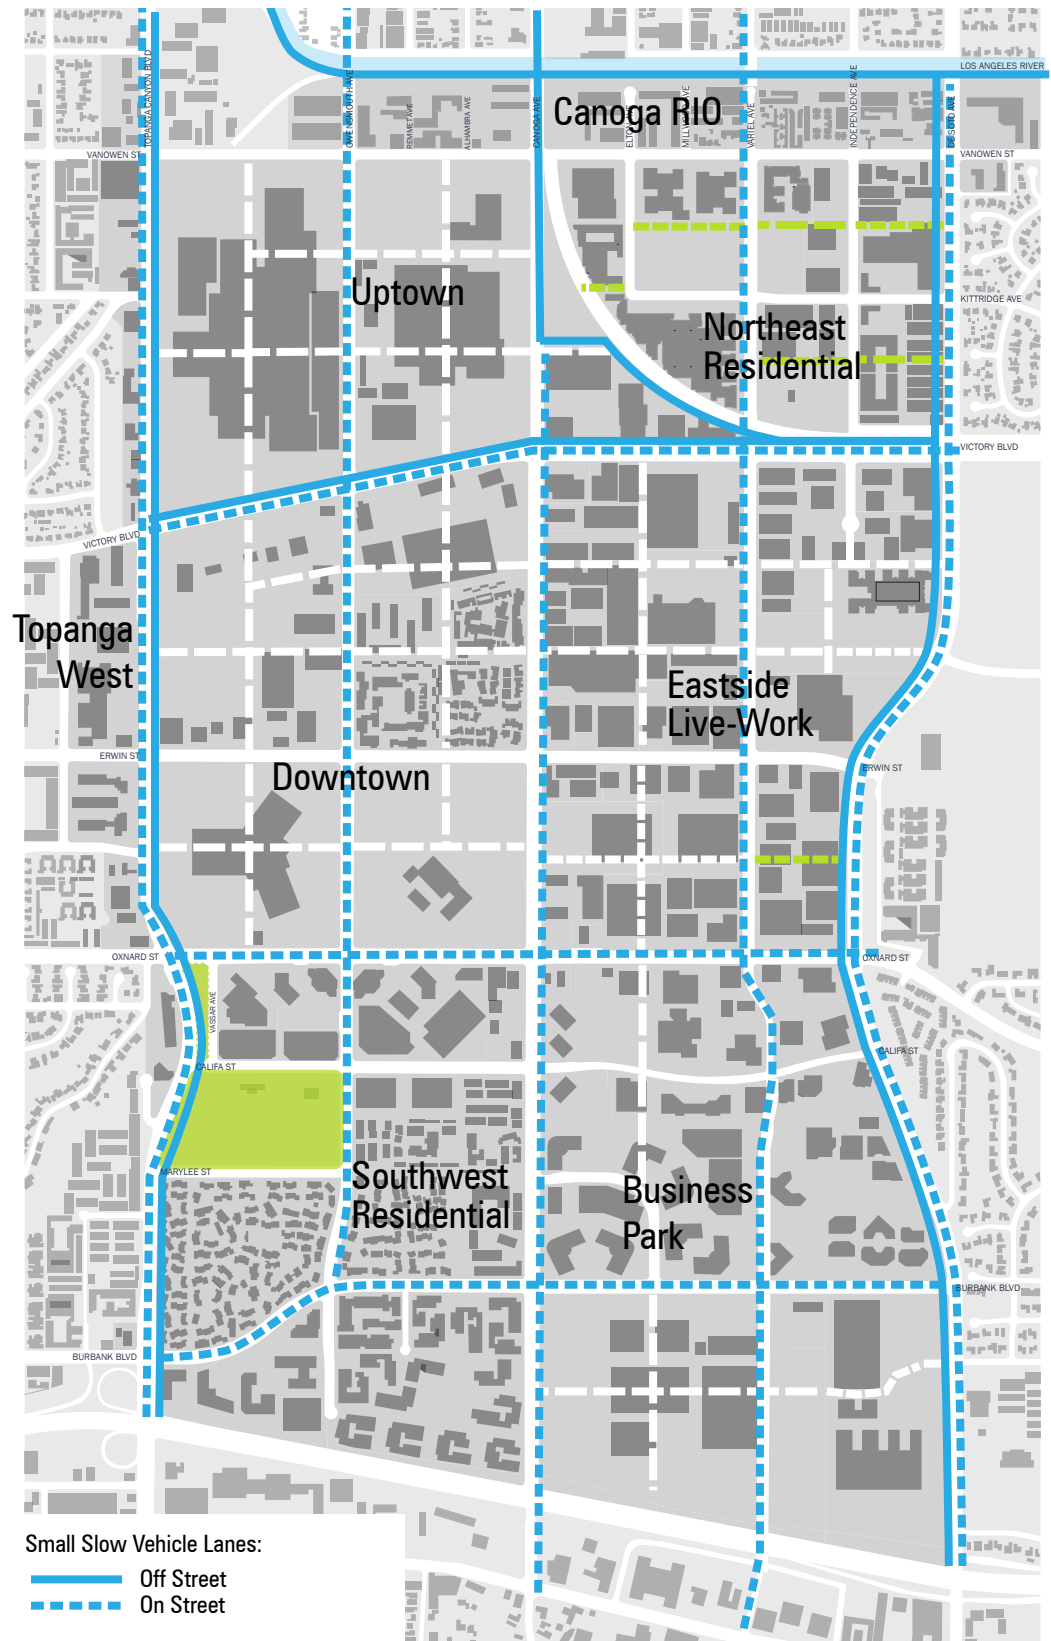 LOS ANGELES RIVER
TOPANGA CANYON BLVD
OWENSMOUTH AVE
REMMET AVE
ALHAMBRA AVE
CANOGA AVE
Canoga RIO
ELTON AVE
VARIEL AVE
INDEPENDENCE AVE
DE SOTO AVE
VANOWEN ST
VANOWEN ST
Uptown
KITTRIDGE AVE
Northeast
Residential
VICTORY BLVD
VICTORY BLVD
Topanga
West
Eastside
Live-Work
ERWIN ST
ERWIN ST
Downtown
OXNARD ST
OXNARD ST
VASSAR AVE
CALIFA ST
CALIFA ST
MARYLEE ST
Southwest
Residential
Business
Park
BURBANK BLVD
BURBANK BLVD
Small Slow Vehicle Lanes:
Off Street
On Street